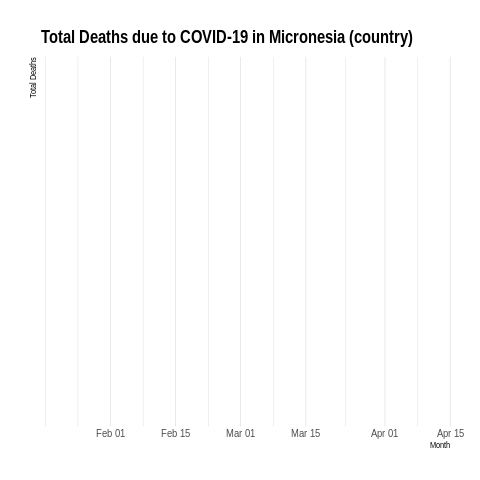 Total Deaths due to COVID-19 in Micronesia (country)
Total Deaths
Feb 01 Feb 15 Mar 01 Mar 15 Apr 01 Apr 15
Month